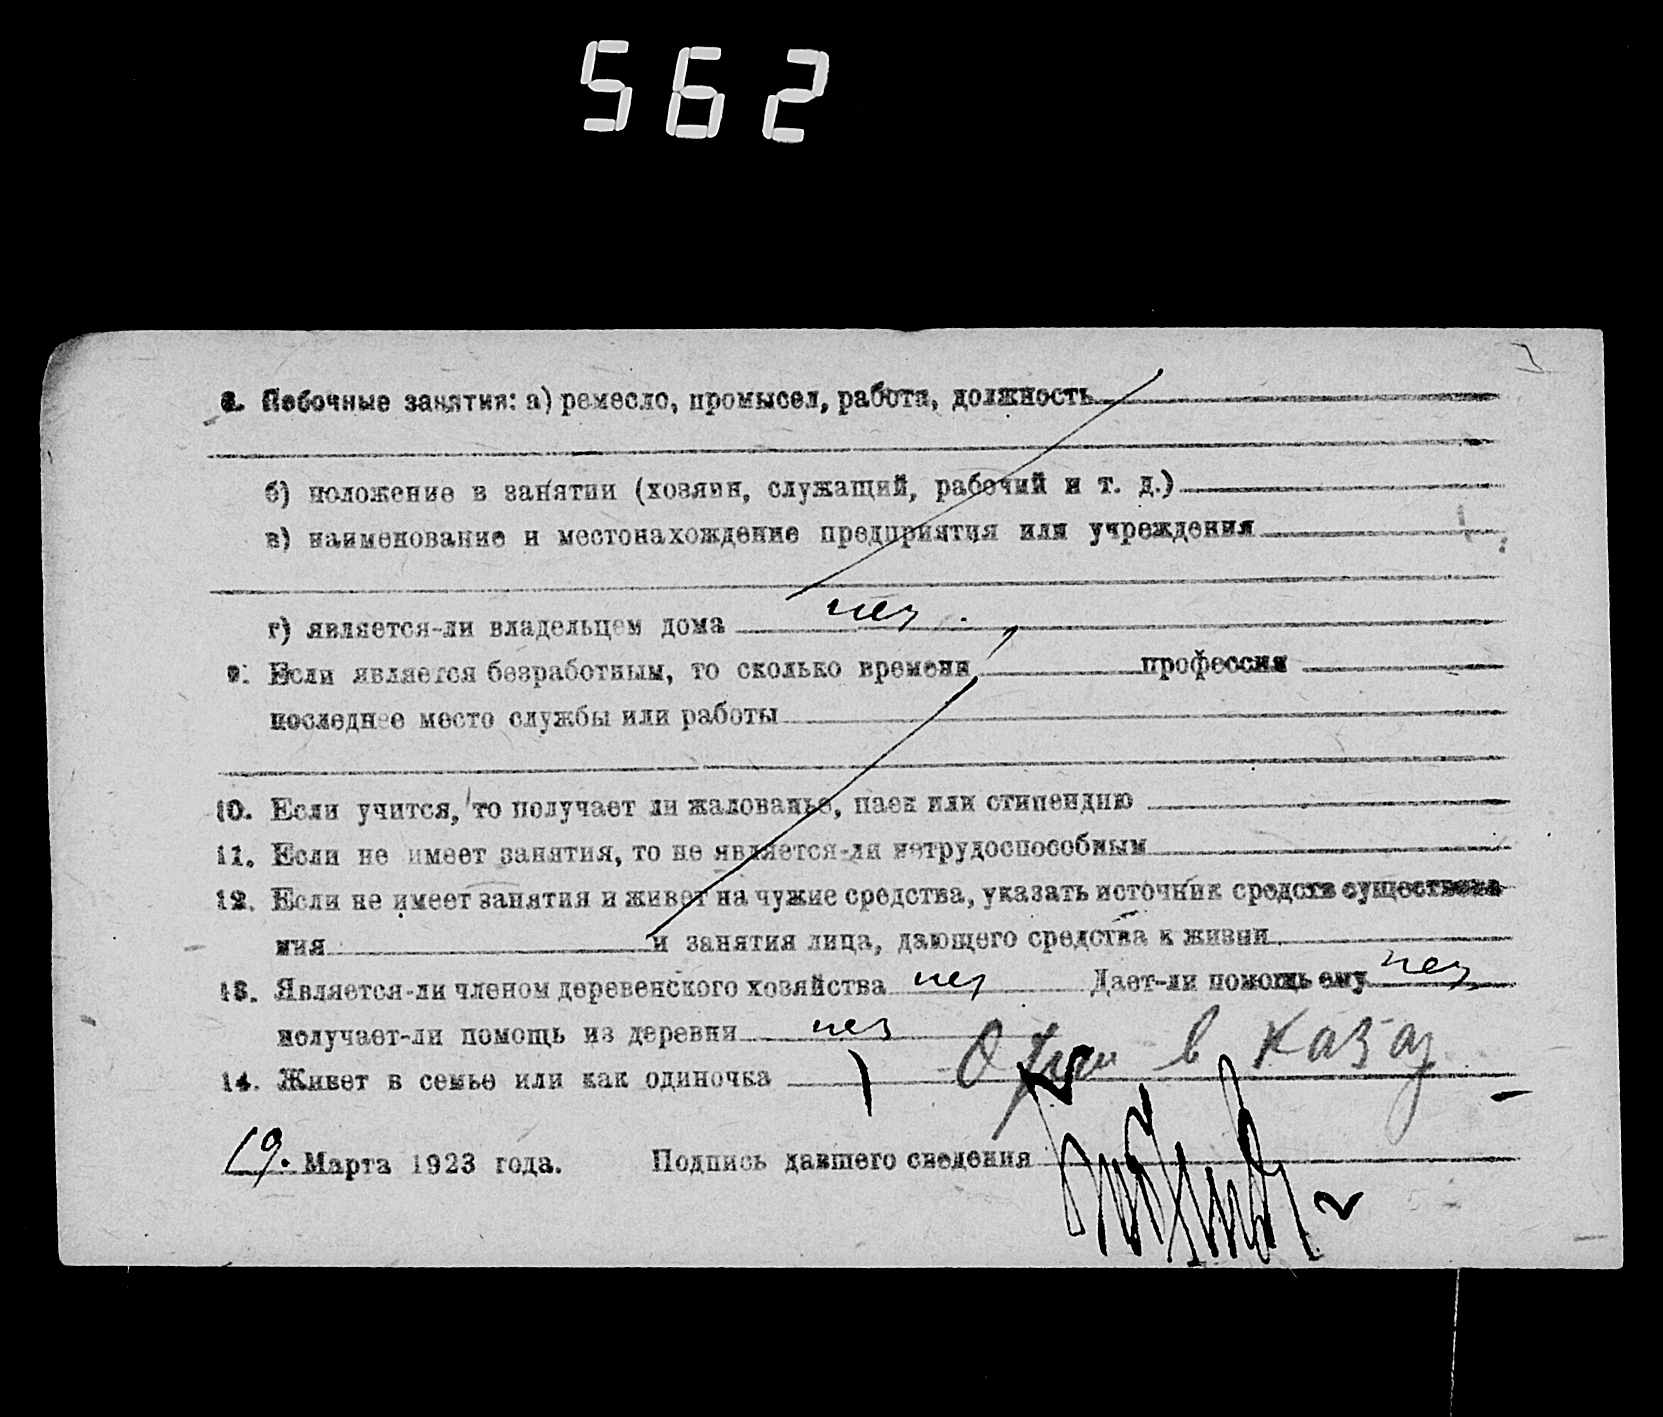 562
8. Побочные занятия: а) ремесло, промысел, работа, должность
б) положение в занятии (хозяин, служащий, рабочий и т. д.)
в) наименование и местонахождение предприятия или учреждения
г) является-ли владельцем дома нет.
9. Если является безработным, то сколько времени профессия
последнее место службы или работы
10. Если учится, то получает ли жалованье, паек или стипендию
11. Если не имеет занятия, то не является-ли нетрудоспособным
12. Если не имеет занятия и живет на чужие средства, указать источник средств существова
ния и занятия лица, дающего средства к жизни
13. Является-ли членом деревенского хозяйства нет Дает-ли помощь ему нет
получает-ли помощь из деревни нет
14. Живет в семье или как одиночка
в
19. Марта 1923 года. Подпись давшего сведения